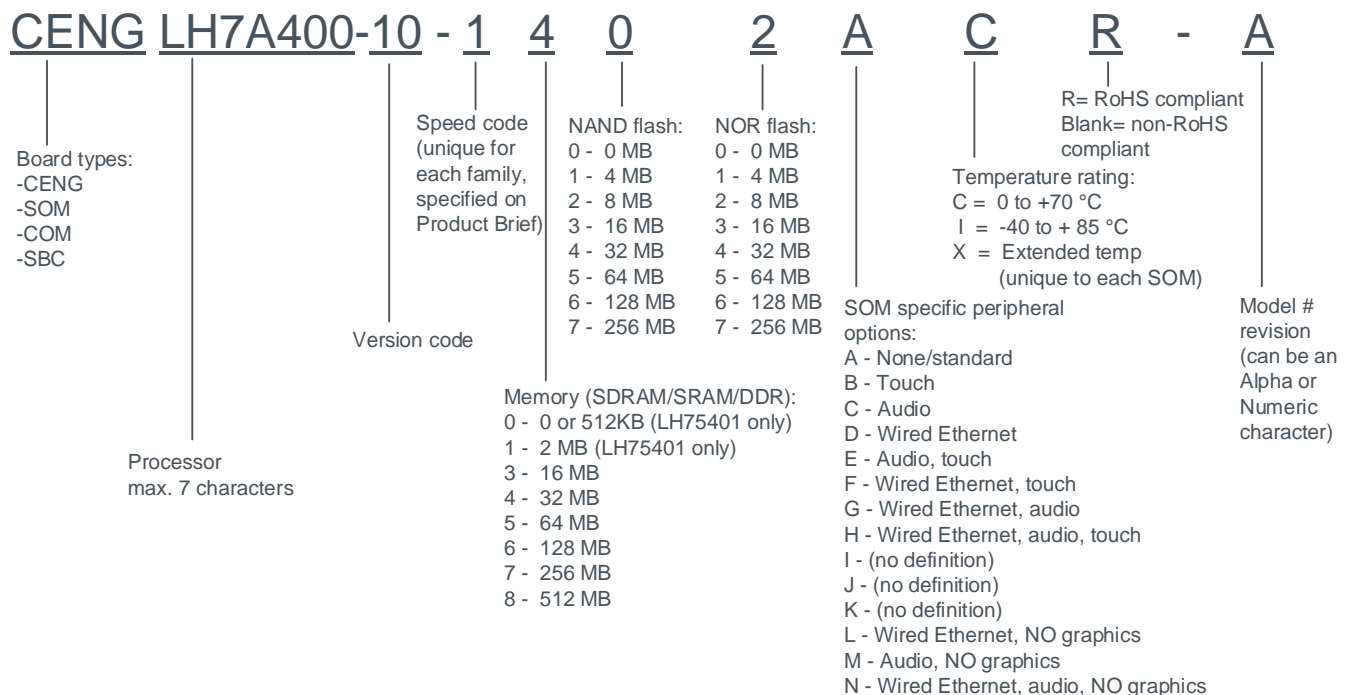 CENG LH7A400-10 - 1 4 0 2 A C R - A
Board types:
-CENG
-SOM
-COM
-SBC
Processor
max. 7 characters
Version code
Speed code
(unique for
each family,
specified on
Product Brief)
Memory (SDRAM/SRAM/DDR):
0 - 0 or 512KB (LH75401 only)
1 - 2 MB (LH75401 only)
3 - 16 MB
4 - 32 MB
5 - 64 MB
6 - 128 MB
7 - 256 MB
8 - 512 MB
NAND flash:
0 - 0 MB
1 - 4 MB
2 - 8 MB
3 - 16 MB
4 - 32 MB
5 - 64 MB
6 - 128 MB
7 - 256 MB
NOR flash:
0 - 0 MB
1 - 4 MB
2 - 8 MB
3 - 16 MB
4 - 32 MB
5 - 64 MB
6 - 128 MB
7 - 256 MB
SOM specific peripheral
options:
A - None/standard
B - Touch
C - Audio
D - Wired Ethernet
E - Audio, touch
F - Wired Ethernet, touch
G - Wired Ethernet, audio
H - Wired Ethernet, audio, touch
I - (no definition)
J - (no definition)
K - (no definition)
L - Wired Ethernet, NO graphics
M - Audio, NO graphics
N - Wired Ethernet, audio, NO graphics
Temperature rating:
C = 0 to +70 °C
I = -40 to + 85 °C
X = Extended temp
(unique to each SOM)
R= RoHS compliant
Blank= non-RoHS
compliant
Model #
revision
(can be an
Alpha or
Numeric
character)